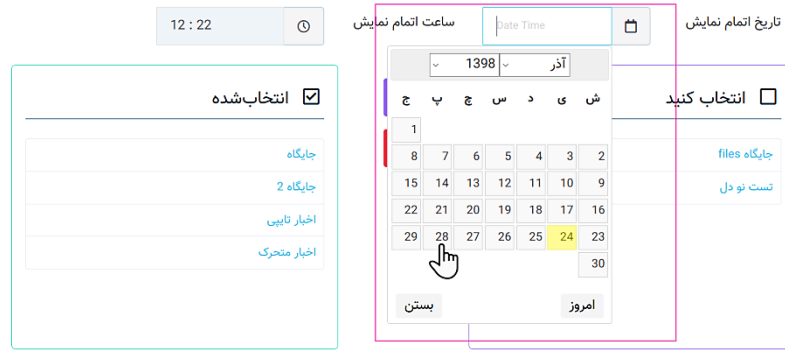 تاریخ اتمام نمایش
Date Time
ساعت اتمام نمایش
12 : 22
آذر 1398
ش ی د س چ پ ج
1
2 3 4 5 6 7 8
9 10 11 12 13 14 15
16 17 18 19 20 21 22
23 24 25 26 27 28 29
30
امروز
بستن
انتخاب کنید
جایگاه files
تست نو دل
انتخاب‌شده
جایگاه
جایگاه 2
اخبار تایپی
اخبار متحرک